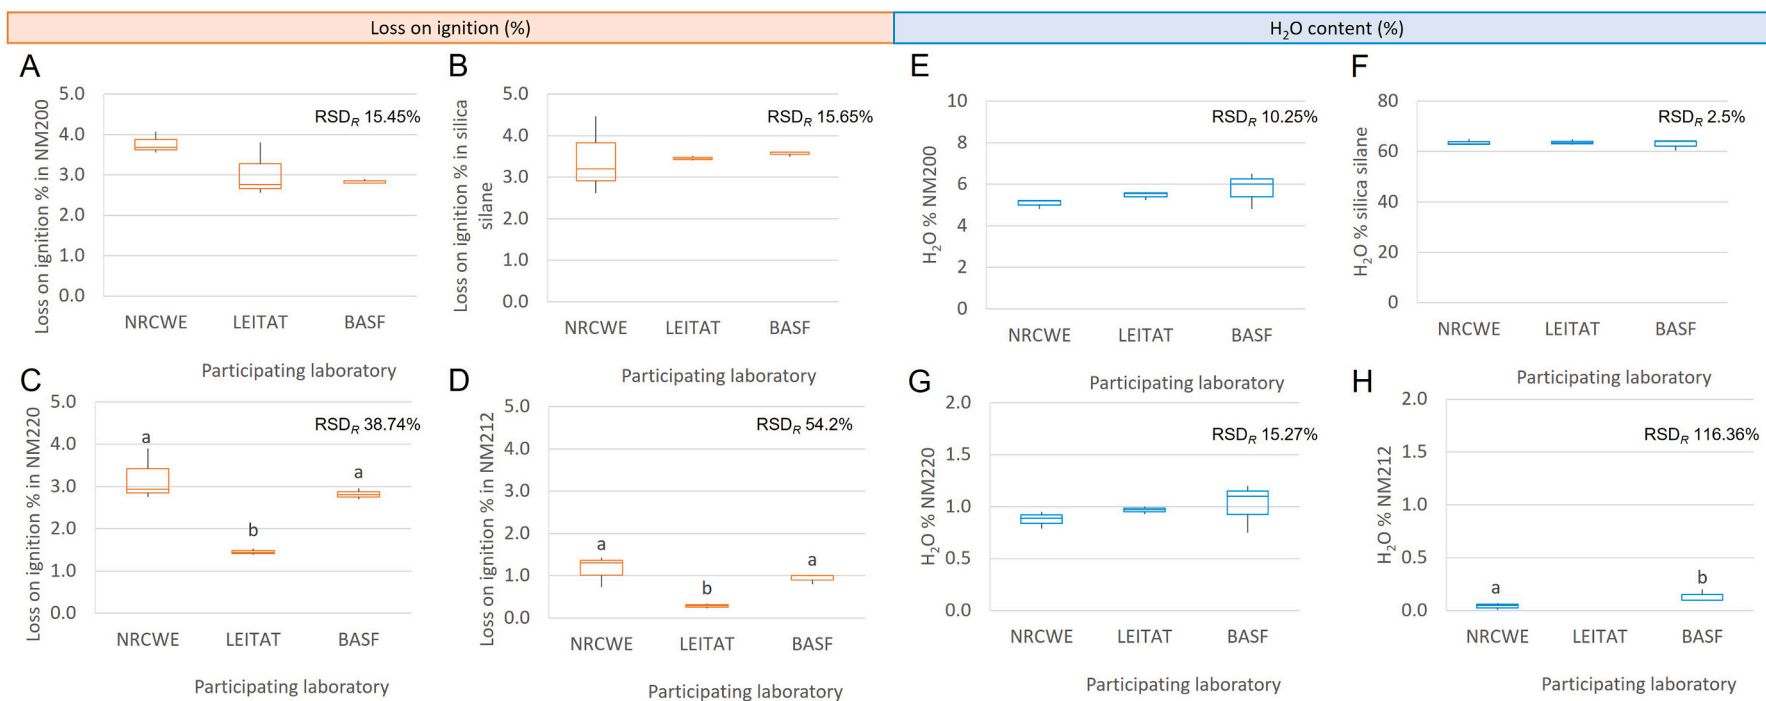 Loss on ignition (%)
H₂O content (%)
A
Loss on ignition % in NM200
5.0
4.0
3.0
2.0
1.0
0.0
RSD_R 15.45%
NRCWE LEITAT BASF
Participating laboratory
B
Loss on ignition % in silica
silane
5.0
4.0
3.0
2.0
1.0
0.0
RSD_R 15.65%
NRCWE LEITAT BASF
Participating laboratory
E
H₂O % NM200
10
8
6
4
2
0
RSD_R 10.25%
NRCWE LEITAT BASF
Participating laboratory
F
H₂O % silica silane
80
60
40
20
0
RSD_R 2.5%
NRCWE LEITAT BASF
Participating laboratory
C
Loss on ignition % in NM220
5.0
4.0
3.0
2.0
1.0
0.0
RSD_R 38.74%
a
b
a
NRCWE LEITAT BASF
Participating laboratory
D
Loss on ignition % in NM212
5.0
4.0
3.0
2.0
1.0
0.0
RSD_R 54.2%
a
b
a
NRCWE LEITAT BASF
Participating laboratory
G
H₂O % NM220
2.0
1.5
1.0
0.5
0.0
RSD_R 15.27%
NRCWE LEITAT BASF
Participating laboratory
H
H₂O % NM212
2.0
1.5
1.0
0.5
0.0
RSD_R 116.36%
a
b
NRCWE LEITAT BASF
Participating laboratory